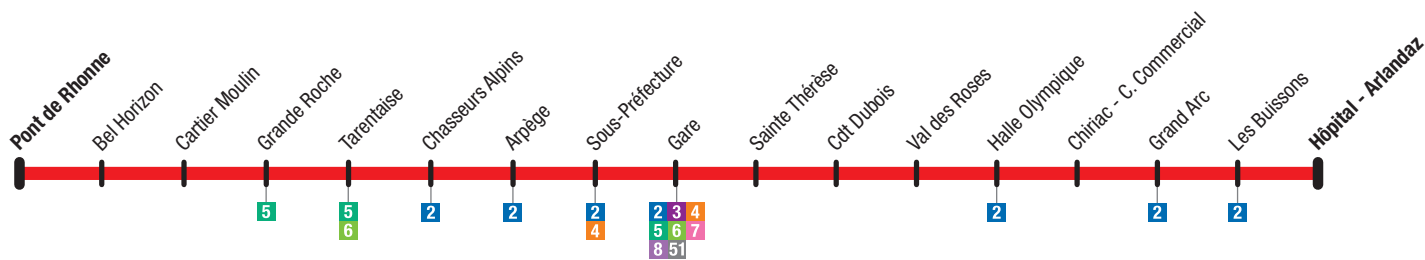 Pont de Rhonne
Bel Horizon
Cartier Moulin
Grande Roche
Tarentaise
Chasseurs Alpins
Arpège
Sous-Préfecture
Gare
Sainte Thérèse
Cdt Dubois
Val des Roses
Halle Olympique
Chiriac - C. Commercial
Grand Arc
Les Buissons
Hôpital - Arlandaz
5
5
6
2
2
2
4
2 3 4
5 6 7
8 51
2
2
2